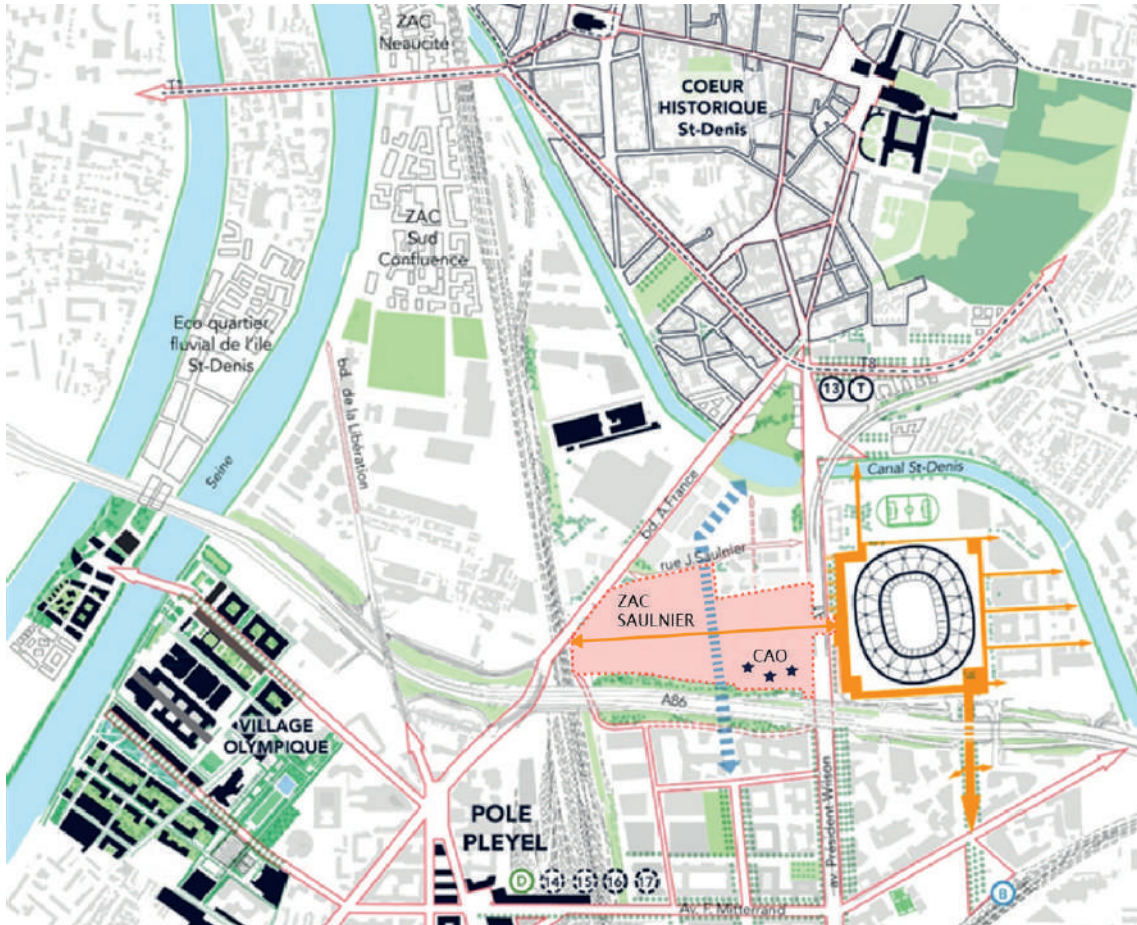 ZAC
Neaucité
T1
COEUR
HISTORIQUE
St-Denis
ZAC
Sud
Confluence
Eco quartier
fluvial de l'ile
St-Denis
bd. de la Libération
Seine
T8
13 T
Canal St-Denis
bd. A.France
rue J.Saulnier
ZAC
SAULNIER
CAO
A86
VILLAGE
OLYMPIQUE
POLE
PLEYEL
D 14 15 16 17
av. Président Wilson
Av. F. Mitterrand
B